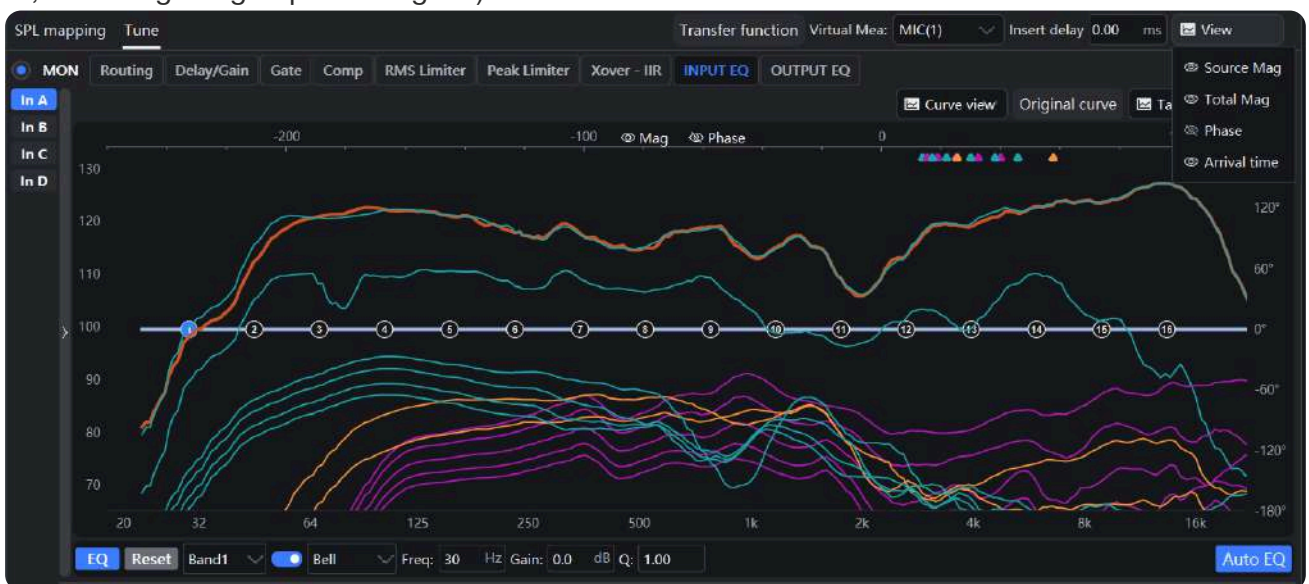 SPL mapping Tune Transfer function Virtual Mea: MIC(1) Insert delay 0.00 ms View
MON Routing Delay/Gain Gate Comp RMS Limiter Peak Limiter Xover - IIR INPUT EQ OUTPUT EQ
Source Mag
Total Mag
Phase
Arrival time
In A
In B
In C
In D
Curve view Original curve Ta
-200 -100 Mag Phase 0
130
120 120°
110 60°
100 1 2 3 4 5 6 7 8 9 10 11 12 13 14 15 16 0°
90 -60°
80 -120°
70 -180°
20 32 64 125 250 500 1k 2k 4k 8k 16k
EQ Reset Band1 Bell Freq: 30 Hz Gain: 0.0 dB Q: 1.00 Auto EQ